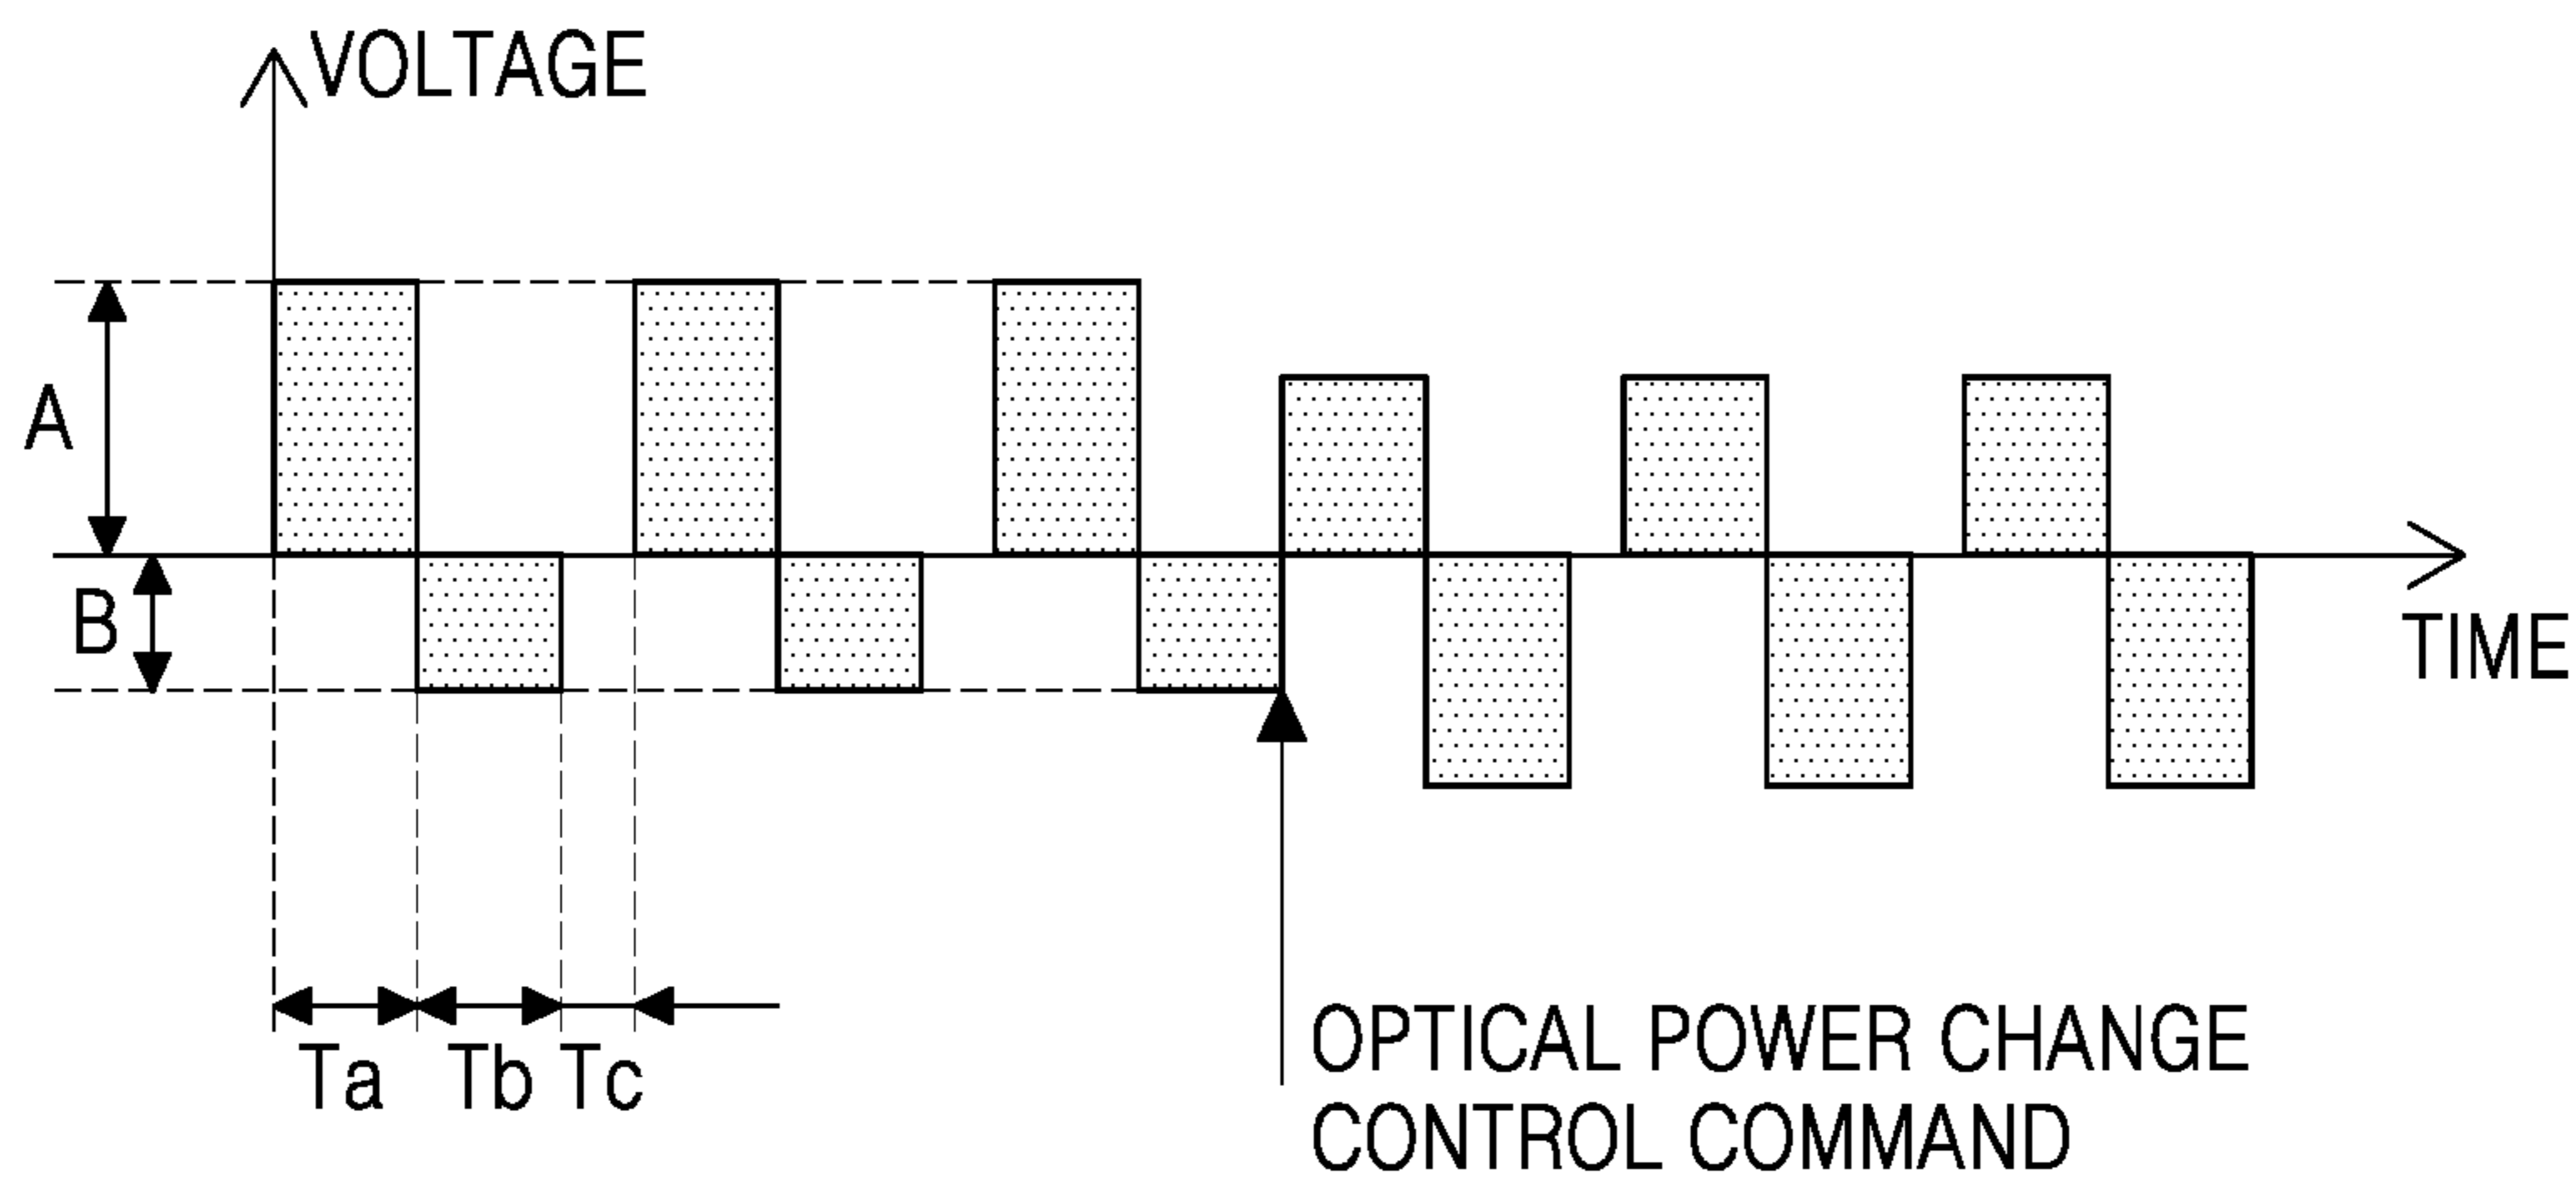 VOLTAGE
A
B
TIME
Ta Tb Tc
OPTICAL POWER CHANGE
CONTROL COMMAND